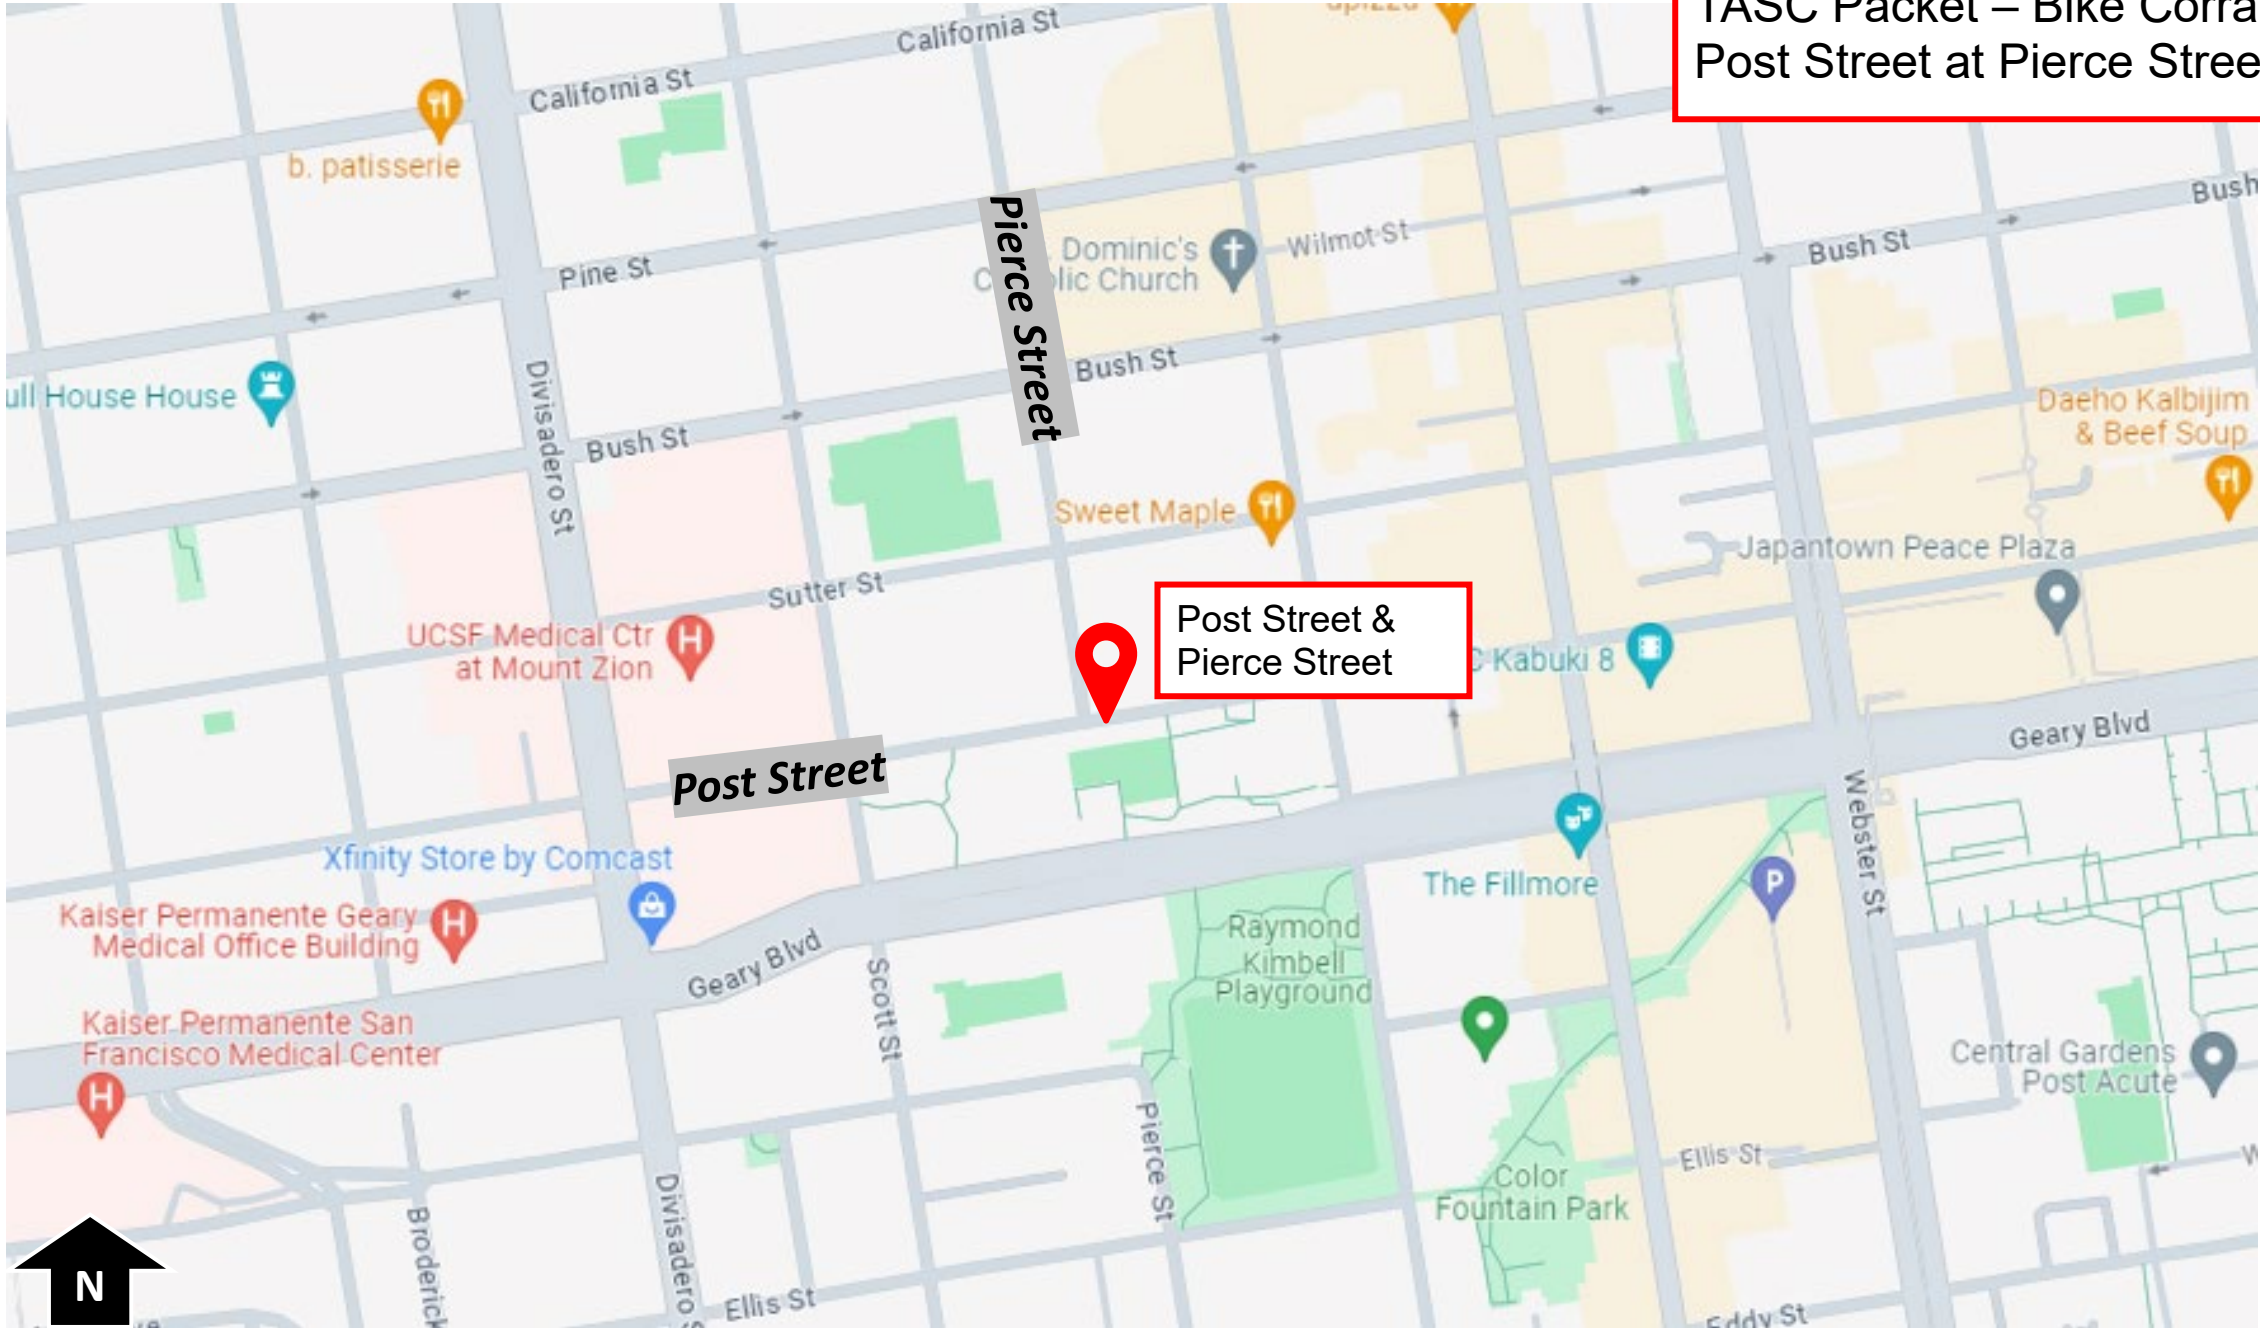 TASC Packet – Bike Corra
Post Street at Pierce Stree
California St
California St
b. patisserie
Pierce Street
Dominic's
C
lic Church
Wilmot St
Bush
Bush St
Pine St
ull House House
Divisadero St
Bush St
Bush St
Daeho Kalbijim
& Beef Soup
Sweet Maple
Japantown Peace Plaza
Sutter St
UCSF Medical Ctr
at Mount Zion
Post Street &
Pierce Street
C Kabuki 8
Geary Blvd
Post Street
Webster St
Xfinity Store by Comcast
The Fillmore
P
Kaiser Permanente Geary
Medical Office Building
Raymond
Kimbell
Playground
Geary Blvd
Scott St
Kaiser Permanente San
Francisco Medical Center
Central Gardens
Post Acute
Pierce St
Ellis St
Color
Fountain Park
Broderick
Divisadero S
N
Ellis St
Eddy St
H
H
H
W